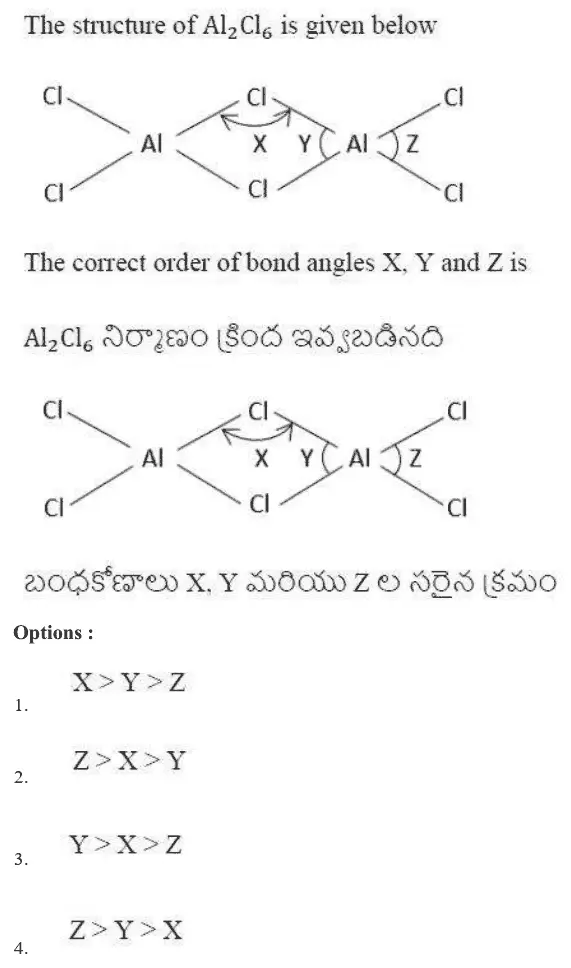 The structure of Al₂Cl₆ is given below
Cl Cl Cl
Al X Y Al Z
Cl Cl Cl
The correct order of bond angles X, Y and Z is
Al₂Cl₆ నిర్మాణం క్రింద ఇవ్వబడినది
Cl Cl Cl
Al X Y Al Z
Cl Cl Cl
బంధకోణాలు X, Y మరియు Z ల సరైన క్రమం
Options :
1. X > Y > Z
2. Z > X > Y
3. Y > X > Z
4. Z > Y > X